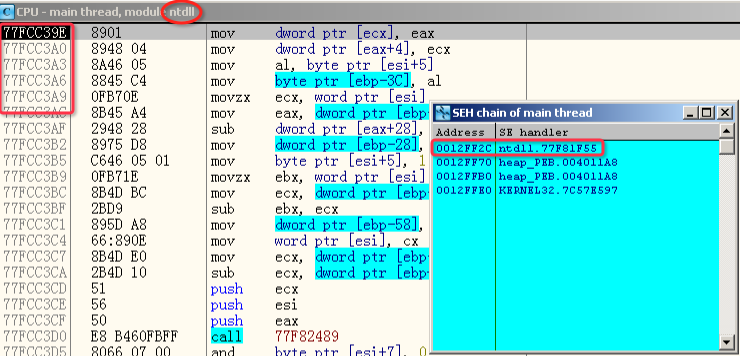 C CPU - main thread, module ntdll
77FCC39E 8901 mov dword ptr [ecx], eax
77FCC3A0 8948 04 mov dword ptr [eax+4], ecx
77FCC3A3 8A46 05 mov al, byte ptr [esi+5]
77FCC3A6 8845 C4 mov byte ptr [ebp-3C], al
77FCC3A9 0FB70E movzx ecx, word ptr [esi]
77FCC3AC 8B45 A4 mov eax, dword ptr [ebp-
77FCC3AF 2948 28 sub dword ptr [eax+28],
77FCC3B2 8975 D8 mov dword ptr [ebp-28],
77FCC3B5 C646 05 01 mov byte ptr [esi+5], 1
77FCC3B9 0FB71E movzx ebx, word ptr [esi]
77FCC3BC 8B4D BC mov ecx, dword ptr [ebp-
77FCC3BF 2BD9 sub ebx, ecx
77FCC3C1 895D A8 mov dword ptr [ebp-58],
77FCC3C4 66:890E mov word ptr [esi], cx
77FCC3C7 8B4D E0 mov ecx, dword ptr [ebp-
77FCC3CA 2B4D 10 sub ecx, dword ptr [ebp+
77FCC3CD 51 push ecx
77FCC3CE 56 push esi
77FCC3CF 50 push eax
77FCC3D0 E8 B460FBFF call 77F82489
77FCC3D5 8066 07 00 and byte ptr [esi+7], 0
SEH chain of main thread
Address SE handler
0012FF2C ntdll.77F81F55
0012FF70 heap_PEB.004011A8
0012FFB0 heap_PEB.004011A8
0012FFE0 KERNEL32.7C57E597